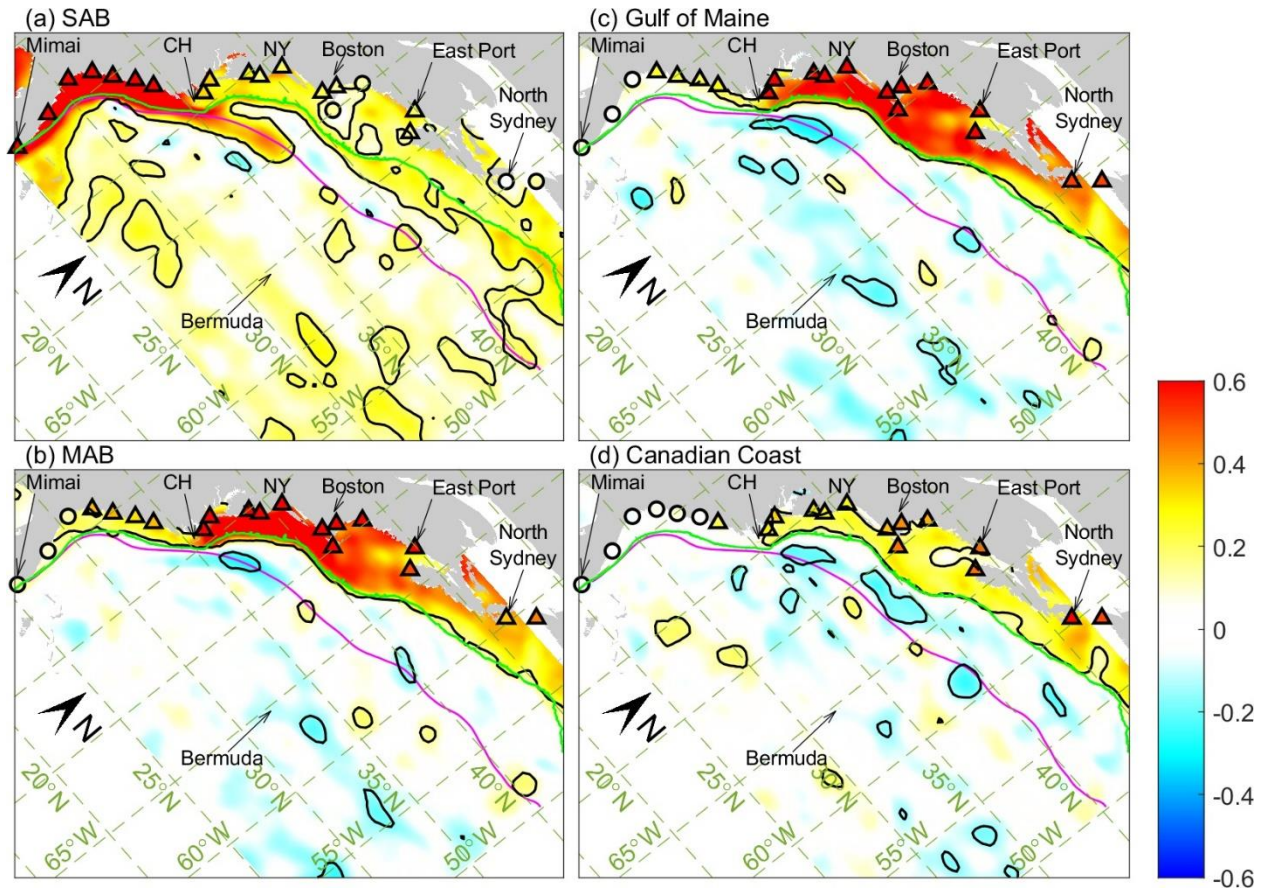 (a) SAB
Mimai
CH
NY
Boston
East Port
North
Sydney
Bermuda
N
20°N
25°N
30°N
35°N
40°N
65°W
60°W
55°W
50°W
(c) Gulf of Maine
Mimai
CH
NY
Boston
East Port
North
Sydney
Bermuda
N
20°N
25°N
30°N
35°N
40°N
65°W
60°W
55°W
50°W
(b) MAB
Mimai
CH
NY
Boston
East Port
North
Sydney
Bermuda
N
20°N
25°N
30°N
35°N
40°N
65°W
60°W
55°W
50°W
(d) Canadian Coast
Mimai
CH
NY
Boston
East Port
North
Sydney
Bermuda
N
20°N
25°N
30°N
35°N
40°N
65°W
60°W
55°W
50°W
0.6
0.4
0.2
0
-0.2
-0.4
-0.6